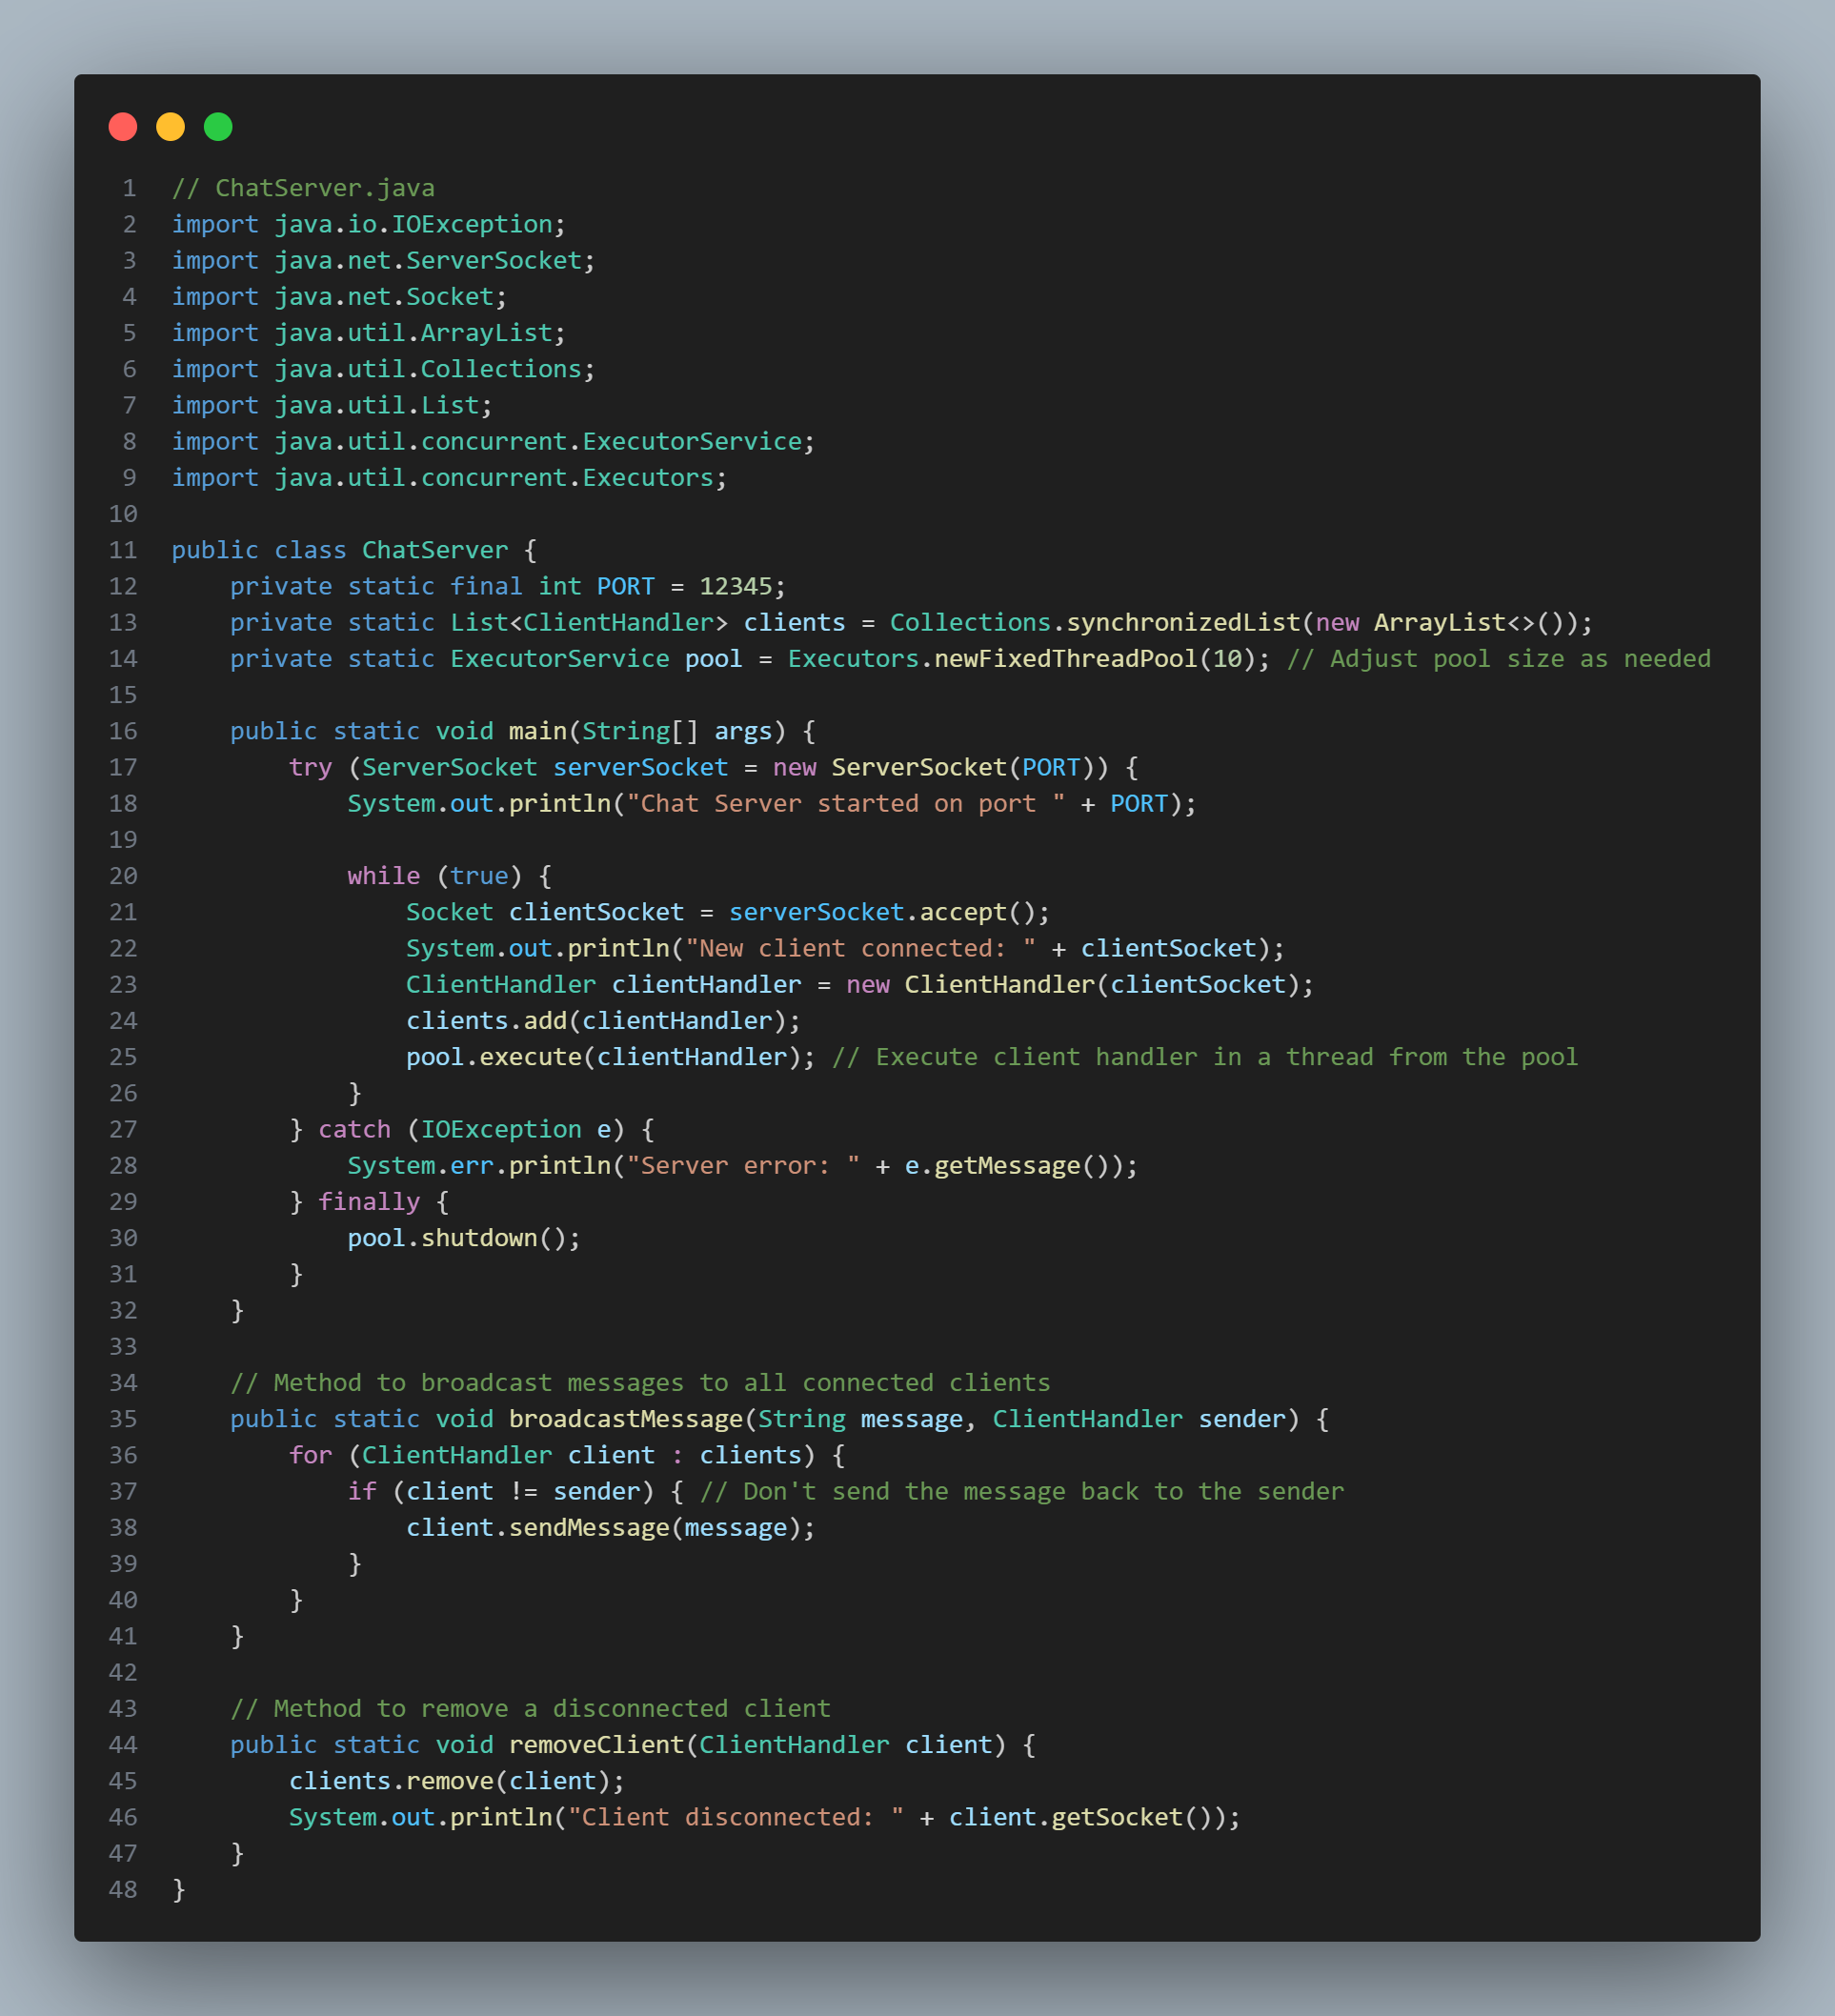 1 // ChatServer.java
2 import java.io.IOException;
3 import java.net.ServerSocket;
4 import java.net.Socket;
5 import java.util.ArrayList;
6 import java.util.Collections;
7 import java.util.List;
8 import java.util.concurrent.ExecutorService;
9 import java.util.concurrent.Executors;
10
11 public class ChatServer {
12     private static final int PORT = 12345;
13     private static List<ClientHandler> clients = Collections.synchronizedList(new ArrayList<>());
14     private static ExecutorService pool = Executors.newFixedThreadPool(10); // Adjust pool size as needed
15
16     public static void main(String[] args) {
17         try (ServerSocket serverSocket = new ServerSocket(PORT)) {
18             System.out.println("Chat Server started on port " + PORT);
19
20             while (true) {
21                 Socket clientSocket = serverSocket.accept();
22                 System.out.println("New client connected: " + clientSocket);
23                 ClientHandler clientHandler = new ClientHandler(clientSocket);
24                 clients.add(clientHandler);
25                 pool.execute(clientHandler); // Execute client handler in a thread from the pool
26             }
27         } catch (IOException e) {
28             System.err.println("Server error: " + e.getMessage());
29         } finally {
30             pool.shutdown();
31         }
32     }
33
34     // Method to broadcast messages to all connected clients
35     public static void broadcastMessage(String message, ClientHandler sender) {
36         for (ClientHandler client : clients) {
37             if (client != sender) { // Don't send the message back to the sender
38                 client.sendMessage(message);
39             }
40         }
41     }
42
43     // Method to remove a disconnected client
44     public static void removeClient(ClientHandler client) {
45         clients.remove(client);
46         System.out.println("Client disconnected: " + client.getSocket());
47     }
48 }